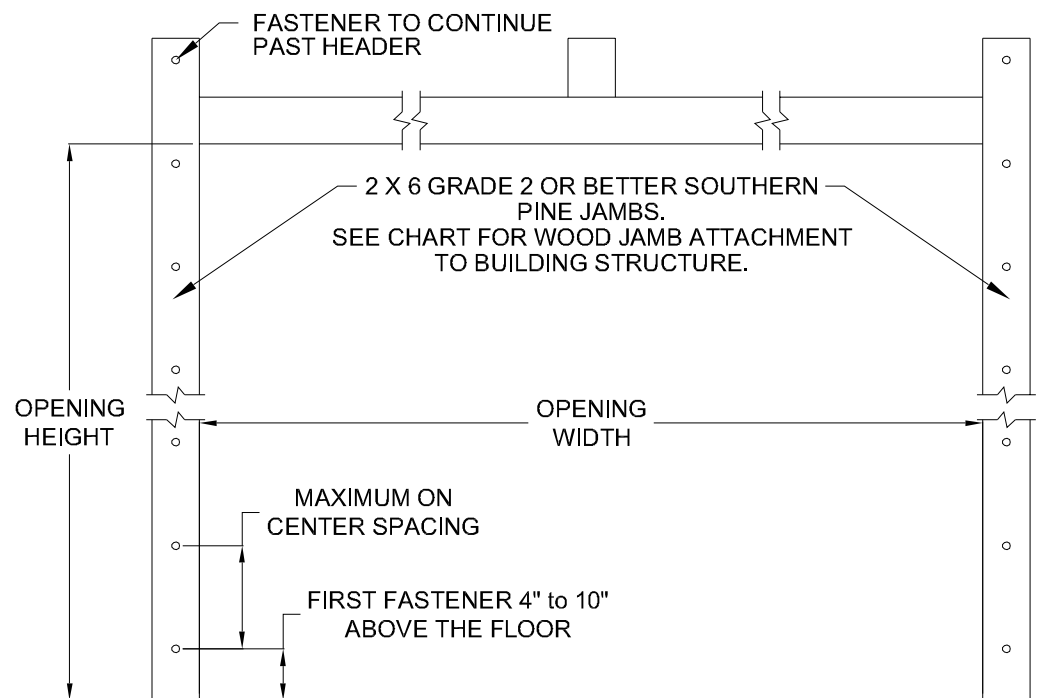 FASTENER TO CONTINUE
PAST HEADER
2 X 6 GRADE 2 OR BETTER SOUTHERN
PINE JAMBS.
SEE CHART FOR WOOD JAMB ATTACHMENT
TO BUILDING STRUCTURE.
OPENING
HEIGHT
OPENING
WIDTH
MAXIMUM ON
CENTER SPACING
FIRST FASTENER 4" to 10"
ABOVE THE FLOOR